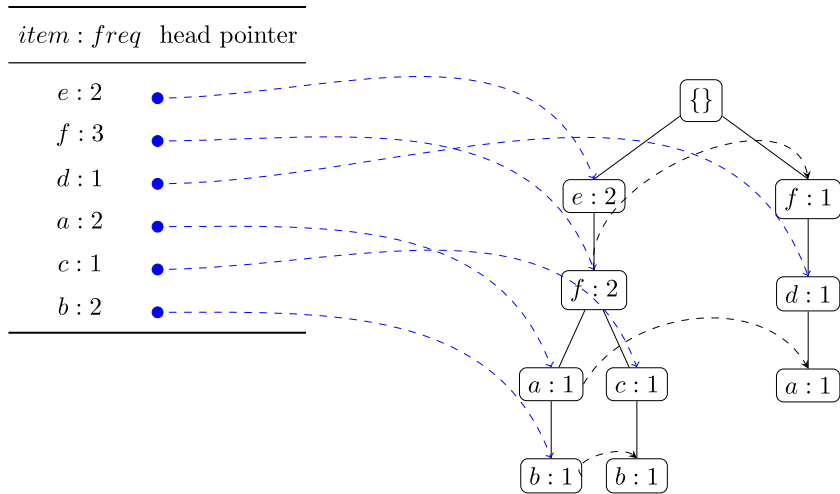 item : freq head pointer
e : 2
f : 3
d : 1
a : 2
c : 1
b : 2
{}
e : 2
f : 1
f : 2
d : 1
a : 1
c : 1
a : 1
b : 1
b : 1